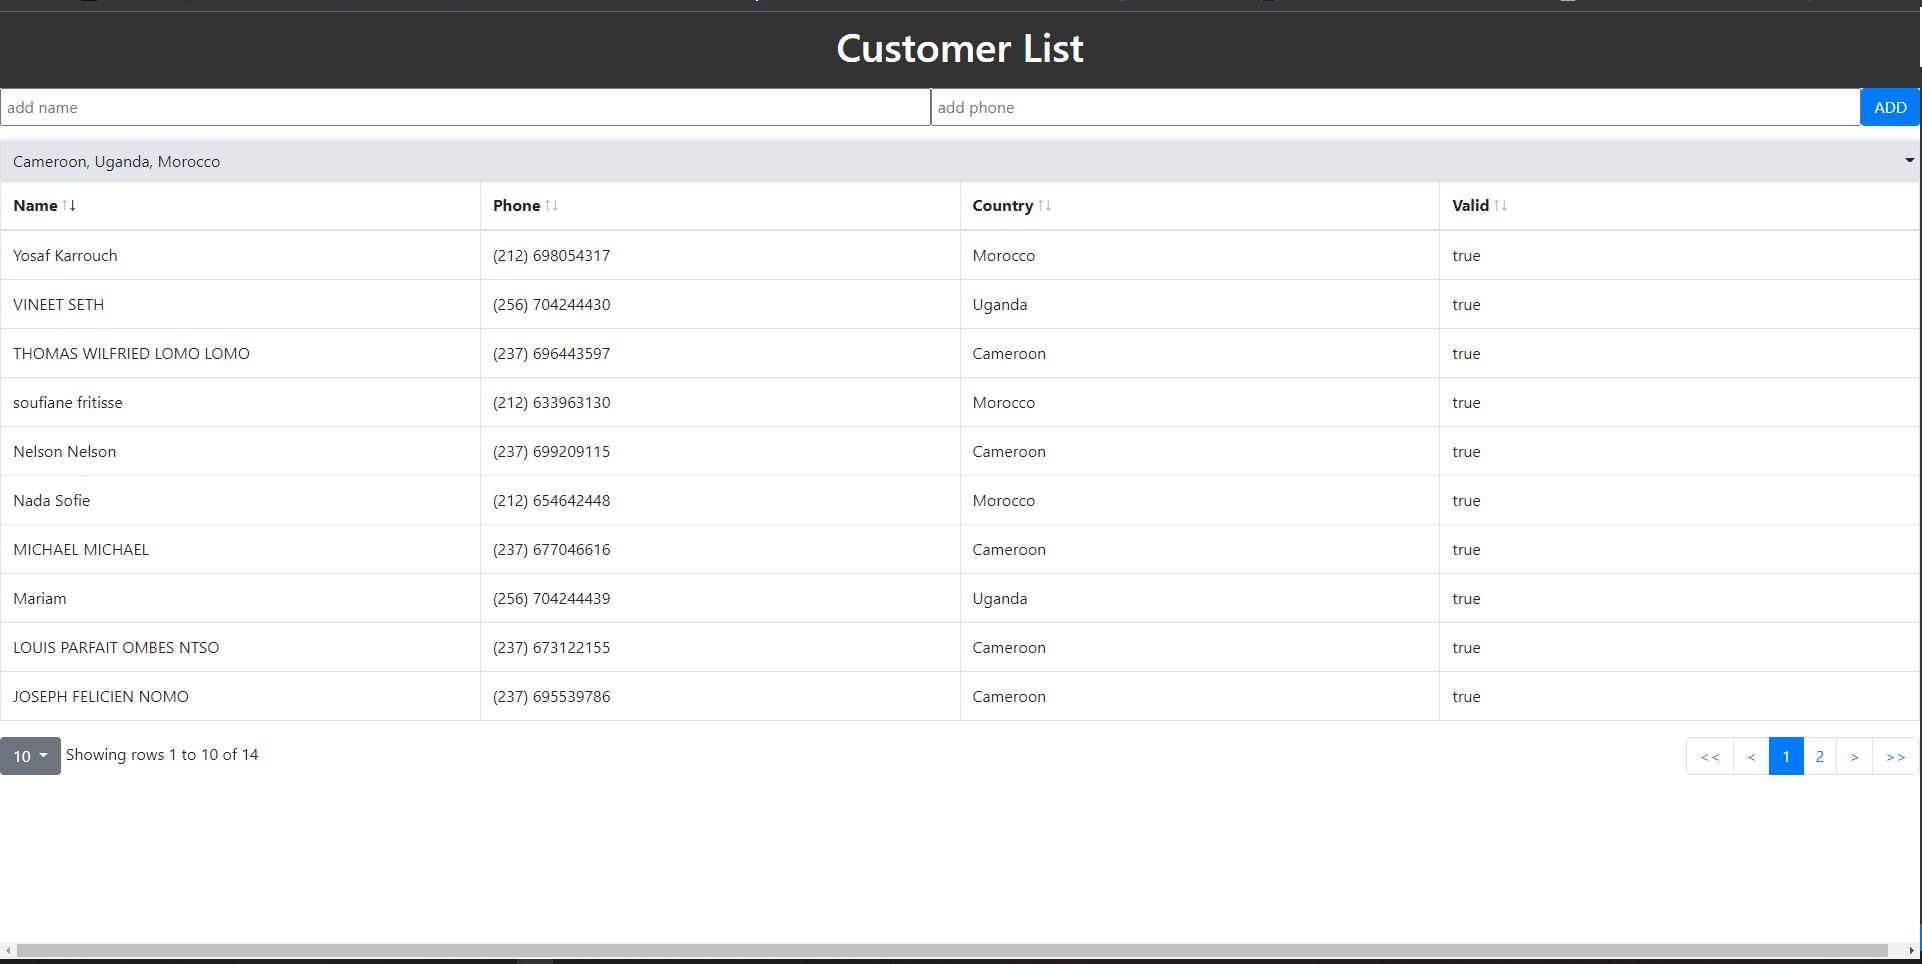 Customer List
add name add phone ADD
Cameroon, Uganda, Morocco
Name ↑↓ Phone ↑↓ Country ↑↓ Valid ↑↓
Yosaf Karrouch (212) 698054317 Morocco true
VINEET SETH (256) 704244430 Uganda true
THOMAS WILFRIED LOMO LOMO (237) 696443597 Cameroon true
soufiane fritisse (212) 633963130 Morocco true
Nelson Nelson (237) 699209115 Cameroon true
Nada Sofie (212) 654642448 Morocco true
MICHAEL MICHAEL (237) 677046616 Cameroon true
Mariam (256) 704244439 Uganda true
LOUIS PARFAIT OMBES NTSO (237) 673122155 Cameroon true
JOSEPH FELICIEN NOMO (237) 695539786 Cameroon true
10 Showing rows 1 to 10 of 14 << < 1 2 > >>